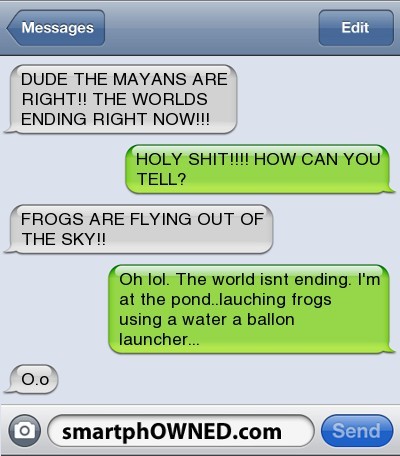 Messages
Edit
DUDE THE MAYANS ARE
RIGHT!! THE WORLDS
ENDING RIGHT NOW!!!
HOLY SHIT!!!! HOW CAN YOU
TELL?
FROGS ARE FLYING OUT OF
THE SKY!!
Oh lol. The world isnt ending. I'm
at the pond..lauching frogs
using a water a ballon
launcher...
O.o
smartphOWNED.com
Send